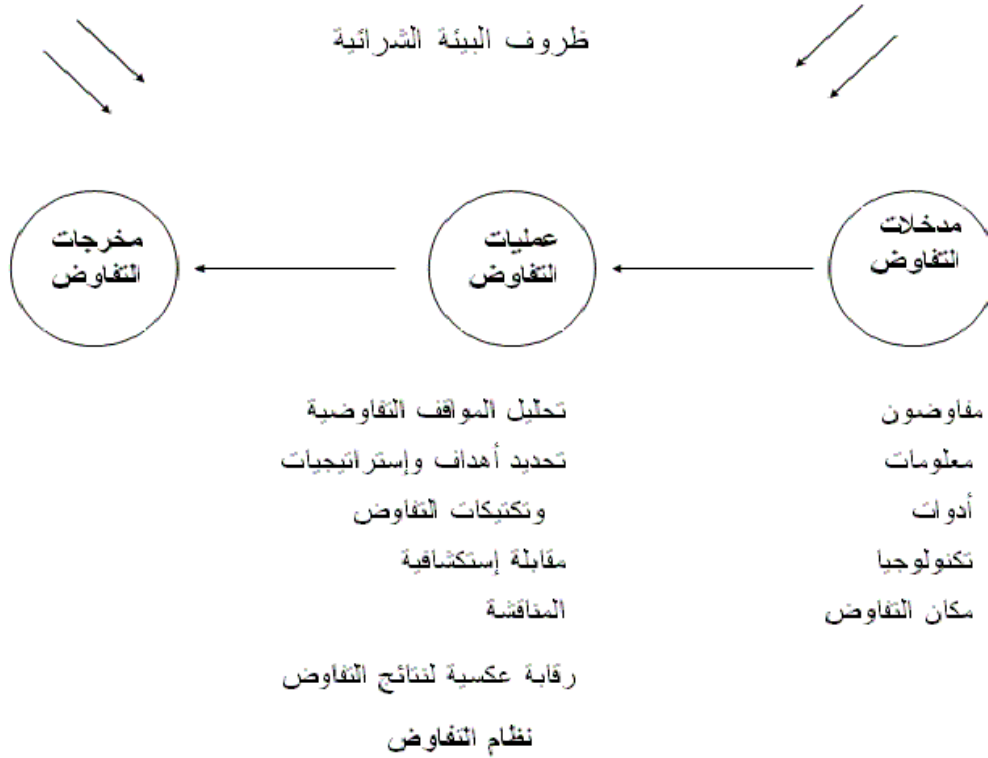 ظروف البيئة الشرائية
مدخلات
التفاوض
عمليات
التفاوض
مخرجات
التفاوض
مفاوضون
معلومات
أدوات
تكنولوجيا
مكان التفاوض
تحليل المواقف التفاوضية
تحديد أهداف وإستراتيجيات
وتكتيكات التفاوض
مقابلة إستكشافية
المناقشة
رقابة عكسية لنتائج التفاوض
نظام التفاوض